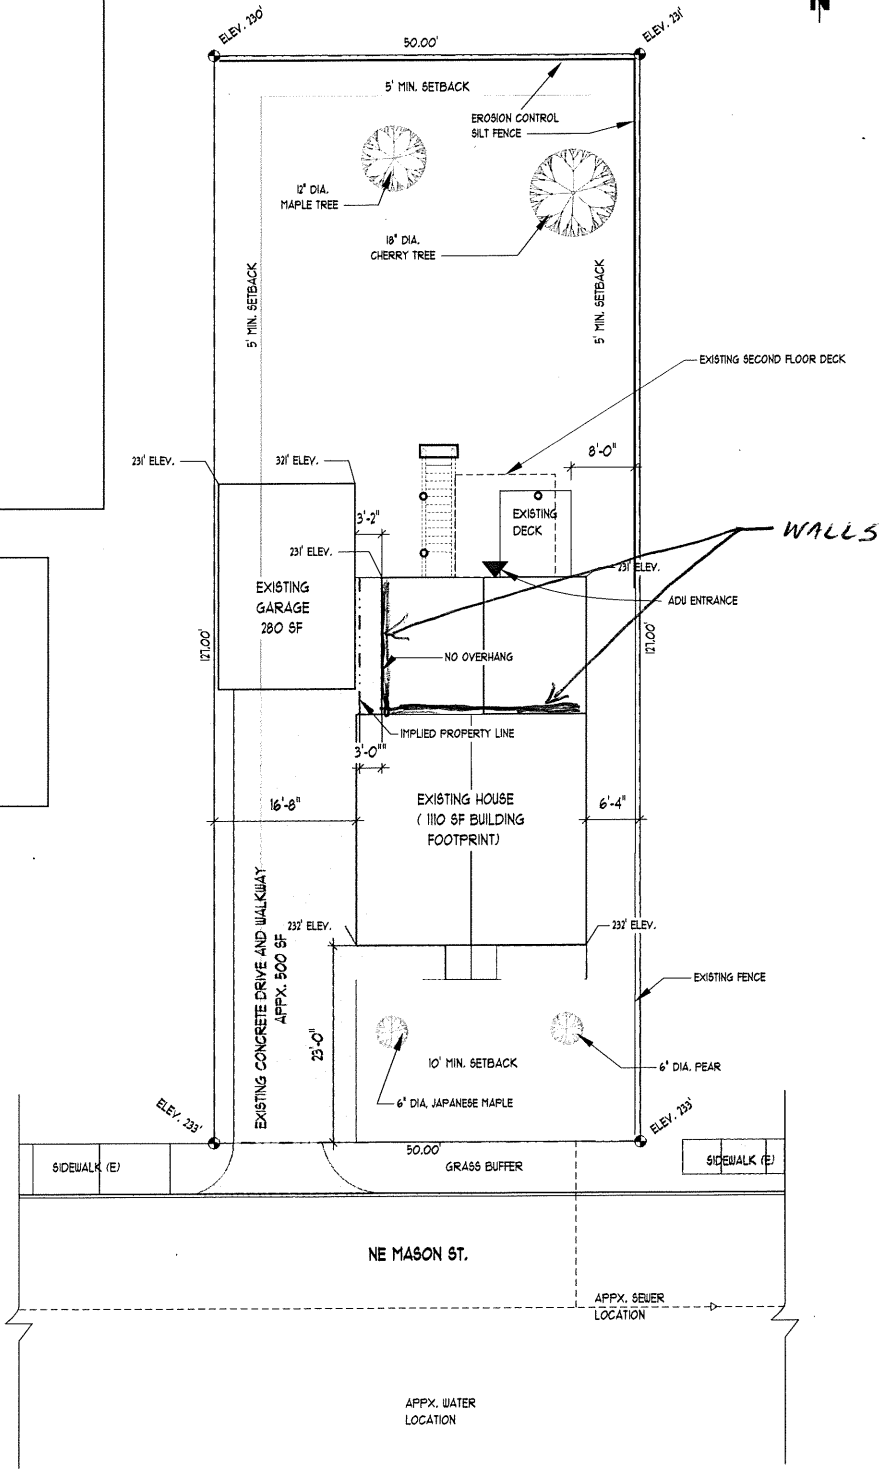 N
ELEV. 230'
50.00'
ELEV. 231'
5' MIN. SETBACK
EROSION CONTROL
SILT FENCE
12" DIA.
MAPLE TREE
18" DIA.
CHERRY TREE
5' MIN. SETBACK
5' MIN. SETBACK
EXISTING SECOND FLOOR DECK
8'-0"
231' ELEV.
321' ELEV.
3'-2"
EXISTING
DECK
WALLS
231' ELEV.
231' ELEV.
EXISTING
GARAGE
280 SF
ADU ENTRANCE
127.00'
127.00'
NO OVERHANG
IMPLIED PROPERTY LINE
3'-0""
16'-8"
EXISTING HOUSE
( 1110 SF BUILDING
FOOTPRINT)
6'-4"
EXISTING CONCRETE DRIVE AND WALKWAY
APPX. 500 SF
232' ELEV.
232' ELEV.
EXISTING FENCE
23'-0"
10' MIN. SETBACK
6" DIA. PEAR
6" DIA. JAPANESE MAPLE
ELEV. 233'
ELEV. 233'
50.00'
SIDEWALK (E)
GRASS BUFFER
SIDEWALK (E)
NE MASON ST.
APPX. SEWER
LOCATION
APPX. WATER
LOCATION